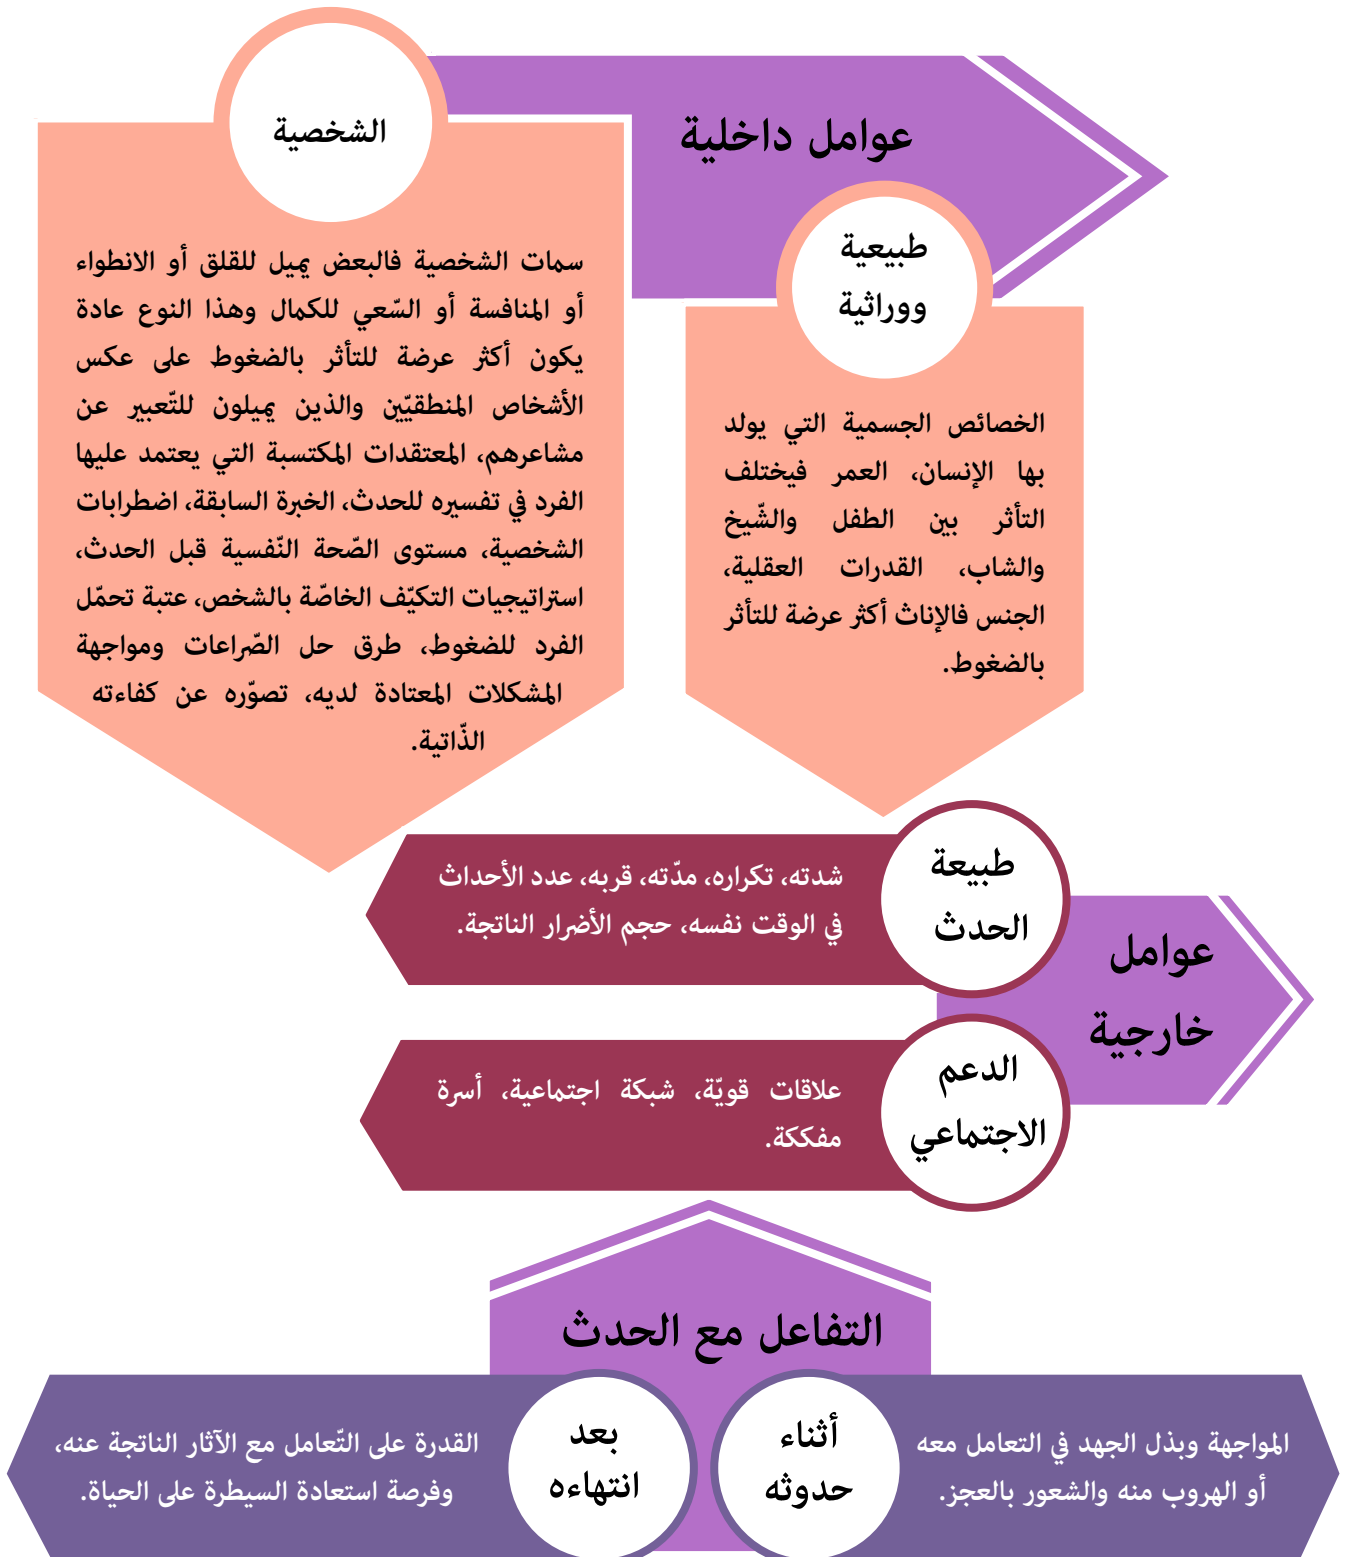 عوامل داخلية
طبيعية
ووراثية
الخصائص الجسمية التي يولد
بها الإنسان، العمر فيختلف
التأثر بين الطفل والشّيخ
والشاب، القدرات العقلية،
الجنس فالإناث أكثر عرضة للتأثر
بالضغوط.
الشخصية
سمات الشخصية فالبعض يميل للقلق أو الانطواء
أو المنافسة أو السّعي للكمال وهذا النوع عادة
يكون أكثر عرضة للتأثر بالضغوط على عكس
الأشخاص المنطقيّين والذين يميلون للتّعبير عن
مشاعرهم، المعتقدات المكتسبة التي يعتمد عليها
الفرد في تفسيره للحدث، الخبرة السابقة، اضطرابات
الشخصية، مستوى الصّحة النّفسية قبل الحدث،
استراتيجيات التكيّف الخاصّة بالشخص، عتبة تحمّل
الفرد للضغوط، طرق حل الصّراعات ومواجهة
المشكلات المعتادة لديه، تصوّره عن كفاءته
الذّاتية.
عوامل
خارجية
طبيعة
الحدث
شدته، تكراره، مدّته، قربه، عدد الأحداث
في الوقت نفسه، حجم الأضرار الناتجة.
الدعم
الاجتماعي
علاقات قويّة، شبكة اجتماعية، أسرة
مفككة.
التفاعل مع الحدث
أثناء
حدوثه
المواجهة وبذل الجهد في التعامل معه
أو الهروب منه والشعور بالعجز.
بعد
انتهاءه
القدرة على التّعامل مع الآثار الناتجة عنه،
وفرصة استعادة السيطرة على الحياة.